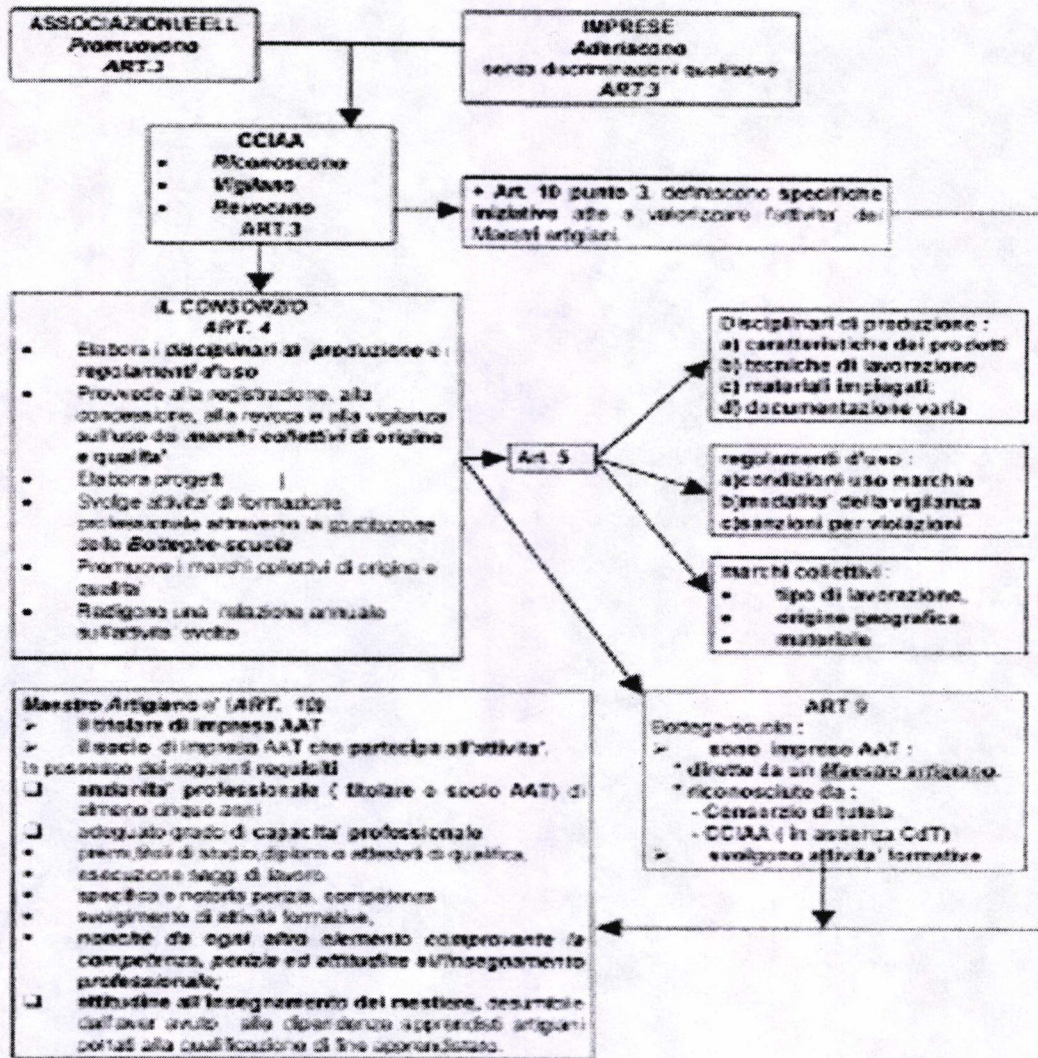 ASSOCIAZIONI/EELL
Promuovono
ART.3
IMPRESE
Aderiscono
senza discriminazioni qualitative
ART.3
CCIAA
• Riconoscono
• Vigilano
• Revocano
ART.3
+ Art. 10 punto 3. definiscono specifiche
iniziative atte a valorizzare l'attivita' dei
Maestri artigiani.
IL CONSORZIO
ART. 4
• Elabora i disciplinari di produzione e i
regolamenti d'uso
• Provvede alla registrazione, alla
concessione, alla revoca e alla vigilanza
sull'uso dei marchi collettivi di origine
e qualita'
• Elabora progetti
• Svolge attivita' di formazione
professionale attraverso la costituzione
delle Botteghe-scuola
• Promuove i marchi collettivi di origine e
qualita'
• Redigono una relazione annuale
sull'attivita' svolta
Art. 5
Disciplinari di produzione :
a) caratteristiche dei prodotti
b) tecniche di lavorazione
c) materiali impiegati;
d) documentazione varia
regolamenti d'uso :
a)condizioni uso marchio
b)modalita' della vigilanza
c)sanzioni per violazioni
marchi collettivi :
• tipo di lavorazione,
• origine geografica
• materiale
Maestro Artigiano e' (ART. 10)
➢ il titolare di impresa AAT
➢ il socio di impresa AAT che partecipa all'attivita'.
In possesso dei seguenti requisiti
❑ anzianita' professionale ( titolare o socio AAT) di
almeno cinque anni
❑ adeguato grado di capacita' professionale
• premi,titoli di studio,diplomi o attestati di qualifica,
• esecuzione saggi di lavoro
• specifica e notoria perizia, competenza
• svolgimento di attività formative,
• nonche da ogni altro elemento comprovante la
competenza, perizia ed attitudine all'insegnamento
professionale;
❑ attitudine all'insegnamento del mestiere, desumibile
dall'aver avuto alle dipendenze apprendisti artigiani
portati alla qualificazione di fine apprendistato.
ART 9
Bottega-scuola :
➢ sono imprese AAT :
* dirette da un Maestro artigiano.
* riconosciute da :
- Consorzio di tutela
- CCIAA ( in assenza CdT)
➢ svolgono attivita' formative